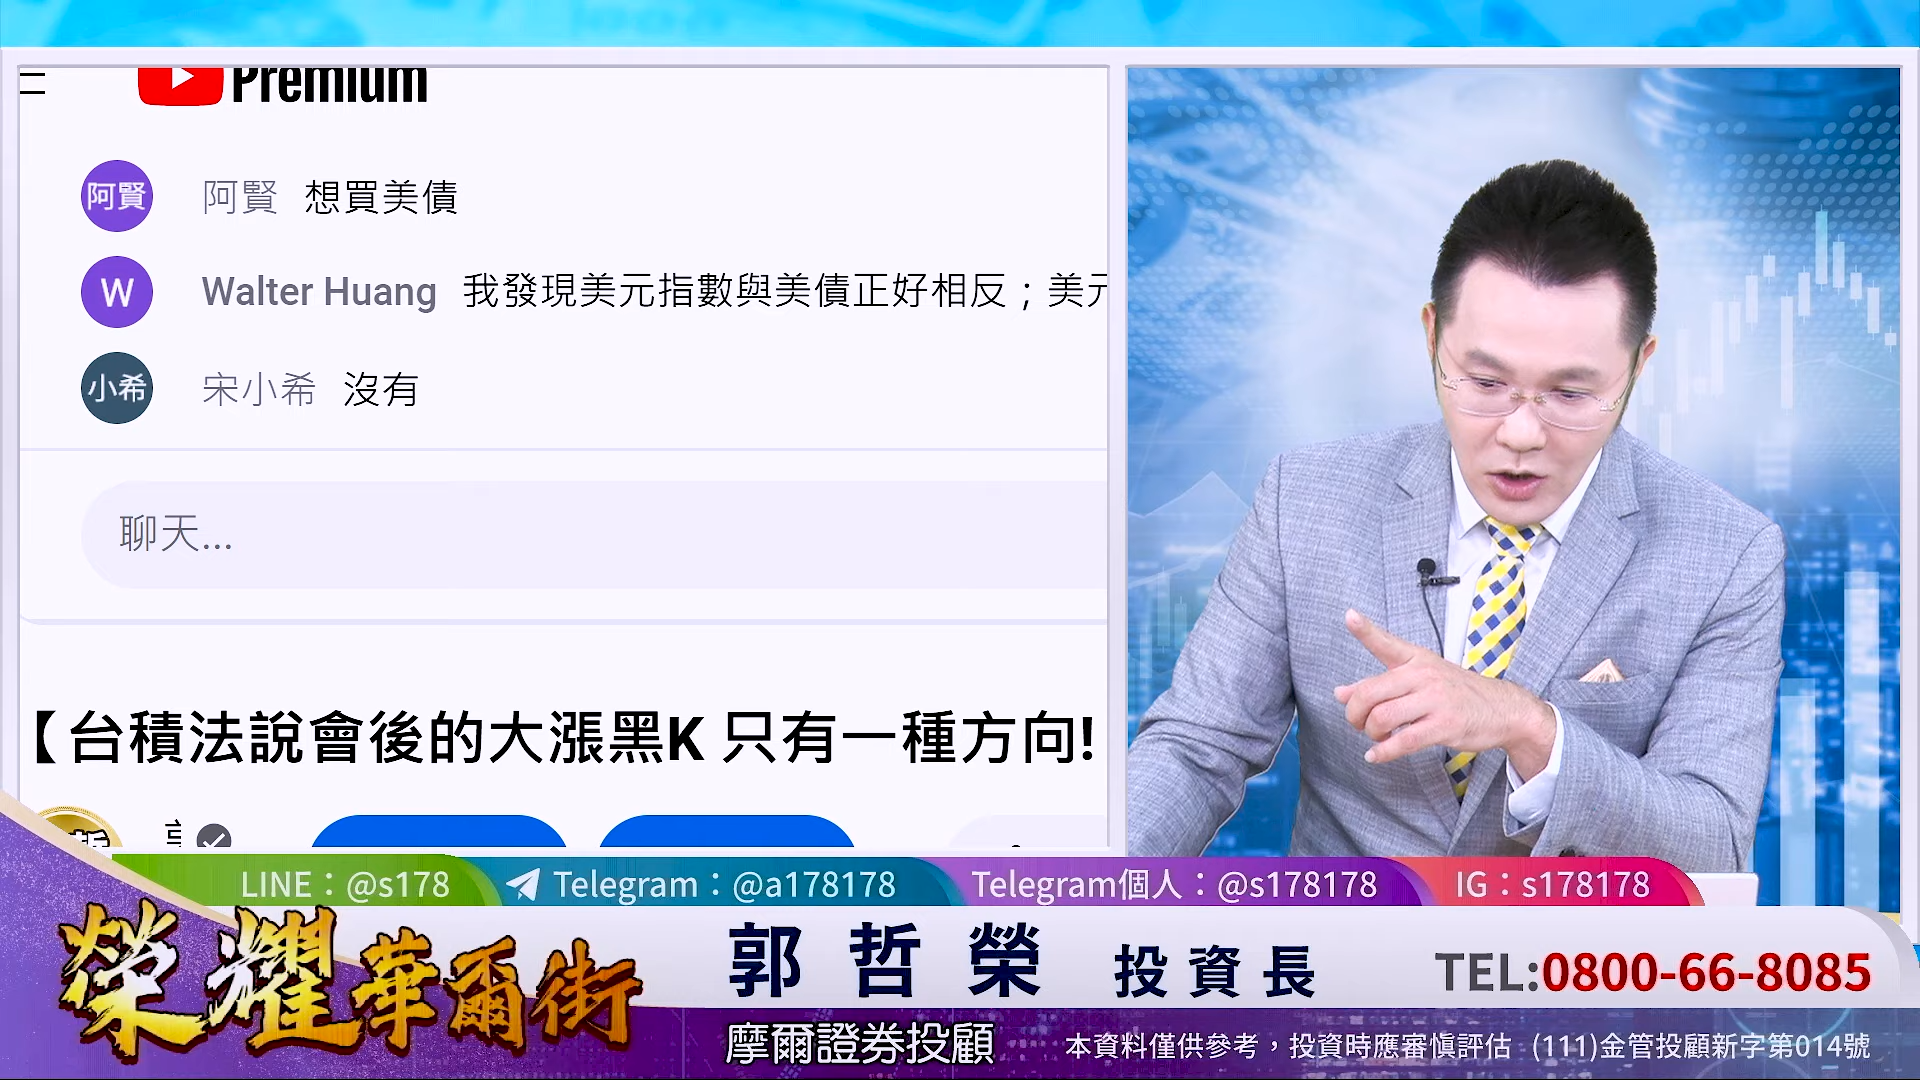 Premium
阿賢 阿賢 想買美債
W Walter Huang 我發現美元指數與美債正好相反；美元
小希 宋小希 沒有
聊天...
【台積法說會後的大漲黑K 只有一種方向!
LINE：@s178
Telegram：@a178178
Telegram個人：@s178178
IG：s178178
榮耀華爾街
郭哲榮 投資長
TEL:0800-66-8085
摩爾證券投顧
本資料僅供參考，投資時應審慎評估 (111)金管投顧新字第014號